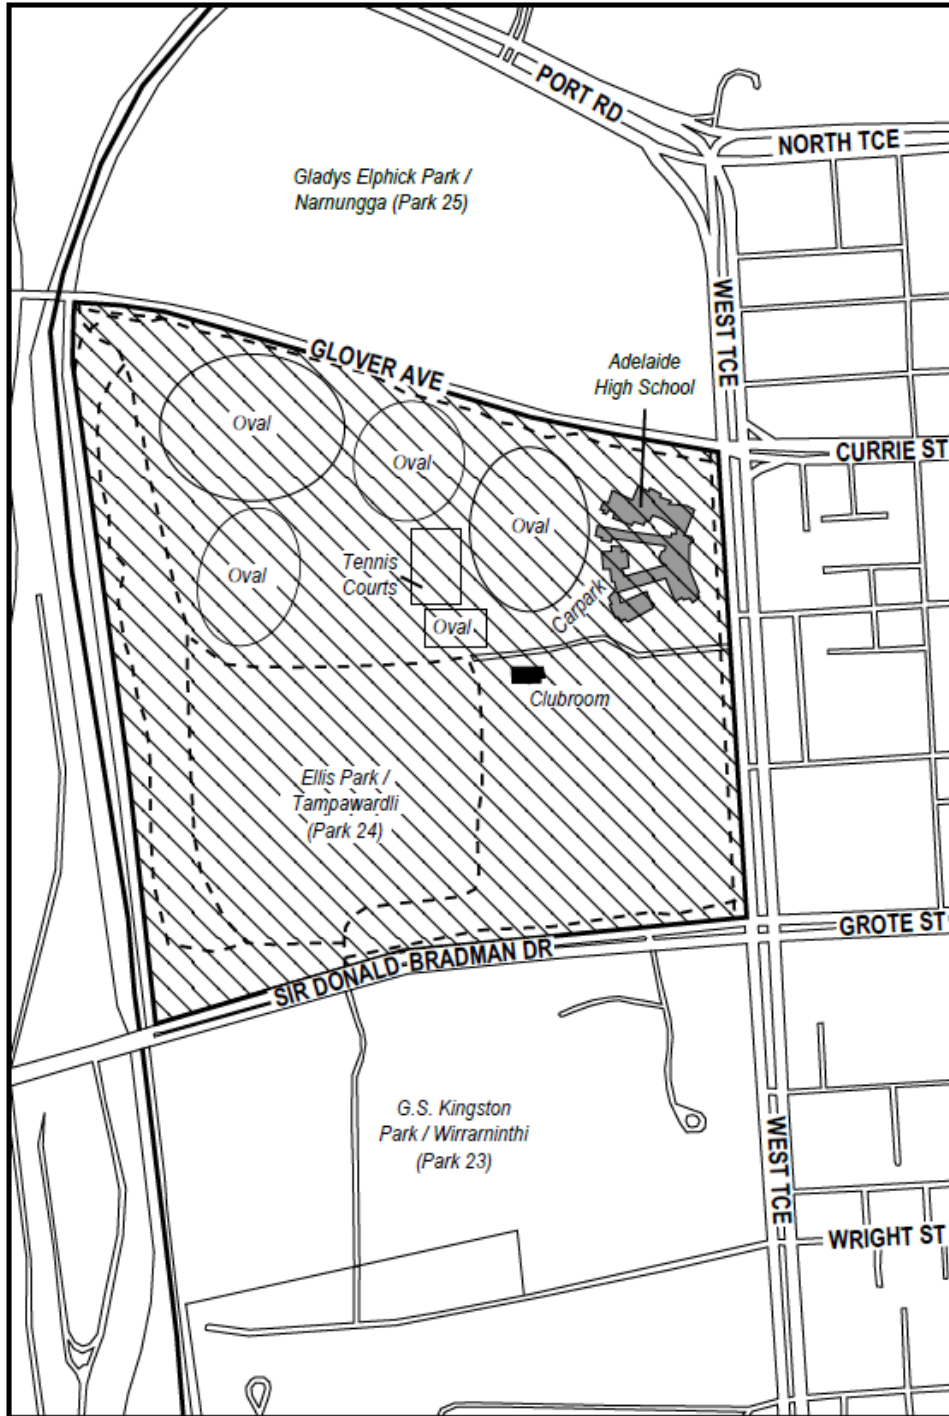 PORT RD
NORTH TCE
Gladys Elphick Park /
Narnungga (Park 25)
WEST TCE
GLOVER AVE
Adelaide
High School
CURRIE ST
Oval
Oval
Oval
Tennis
Courts
Oval
Carpark
Oval
Clubroom
Ellis Park /
Tampawardli
(Park 24)
GROTE ST
SIR DONALD-BRADMAN DR
G.S. Kingston
Park / Wirrarninthi
(Park 23)
WEST TCE
WRIGHT ST